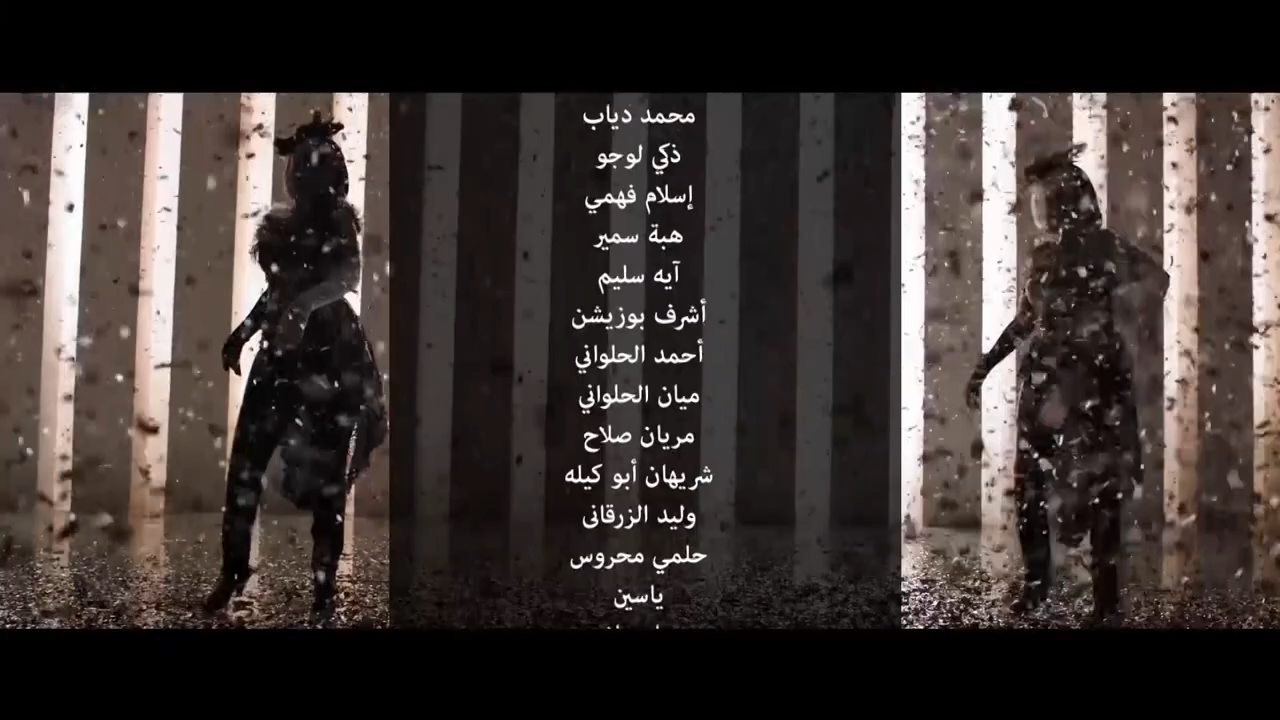 محمد دياب
ذكي لوجو
إسلام فهمي
هبة سمير
آيه سليم
أشرف بوزيشن
أحمد الحلواني
ميان الحلواني
مريان صلاح
شريهان أبو كيله
وليد الزرقانى
حلمي محروس
ياسين